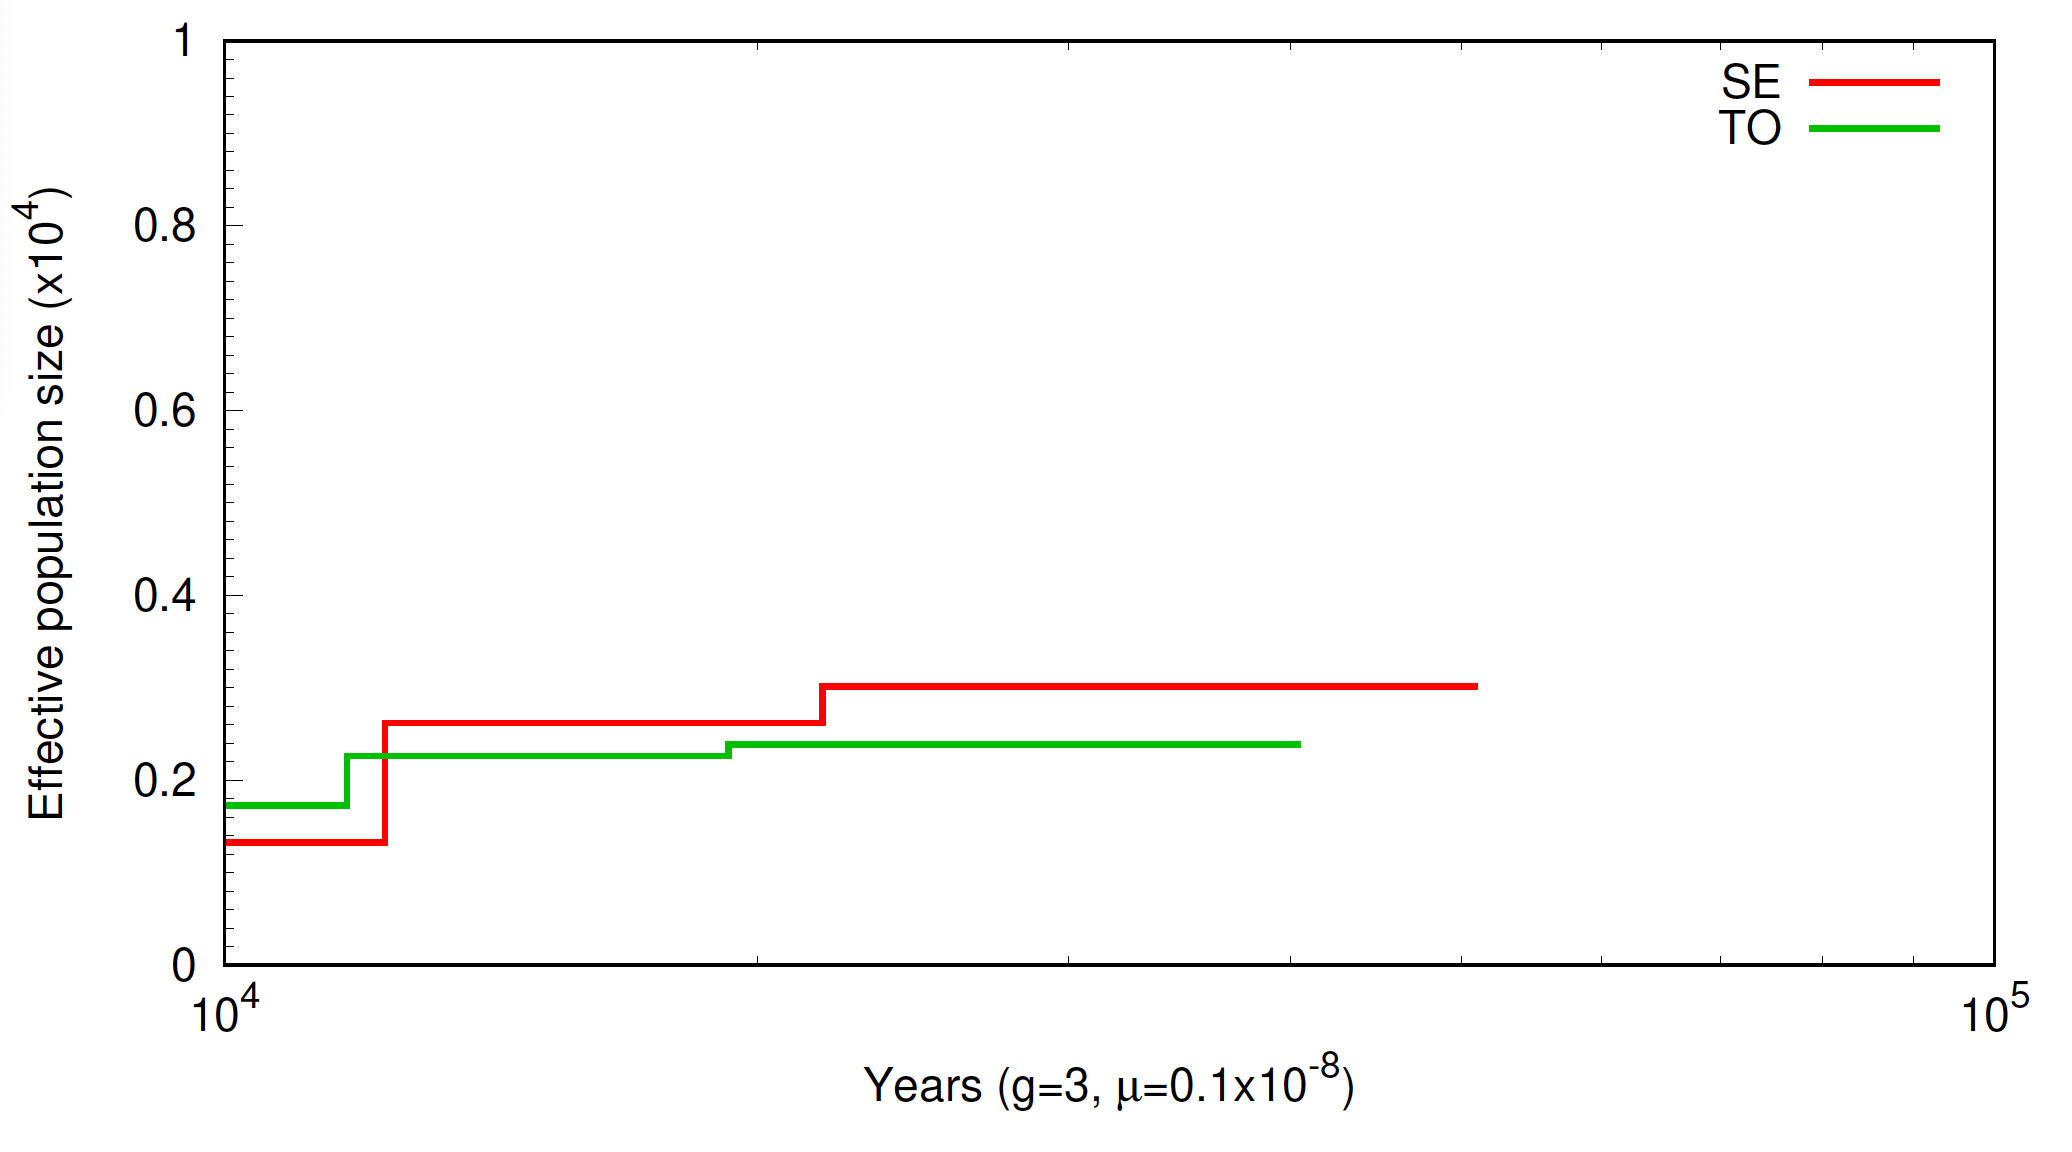 1
0.8
0.6
0.4
0.2
0
Effective population size (x10⁴)
SE
TO
10⁴
10⁵
Years (g=3, μ=0.1x10⁻⁸)